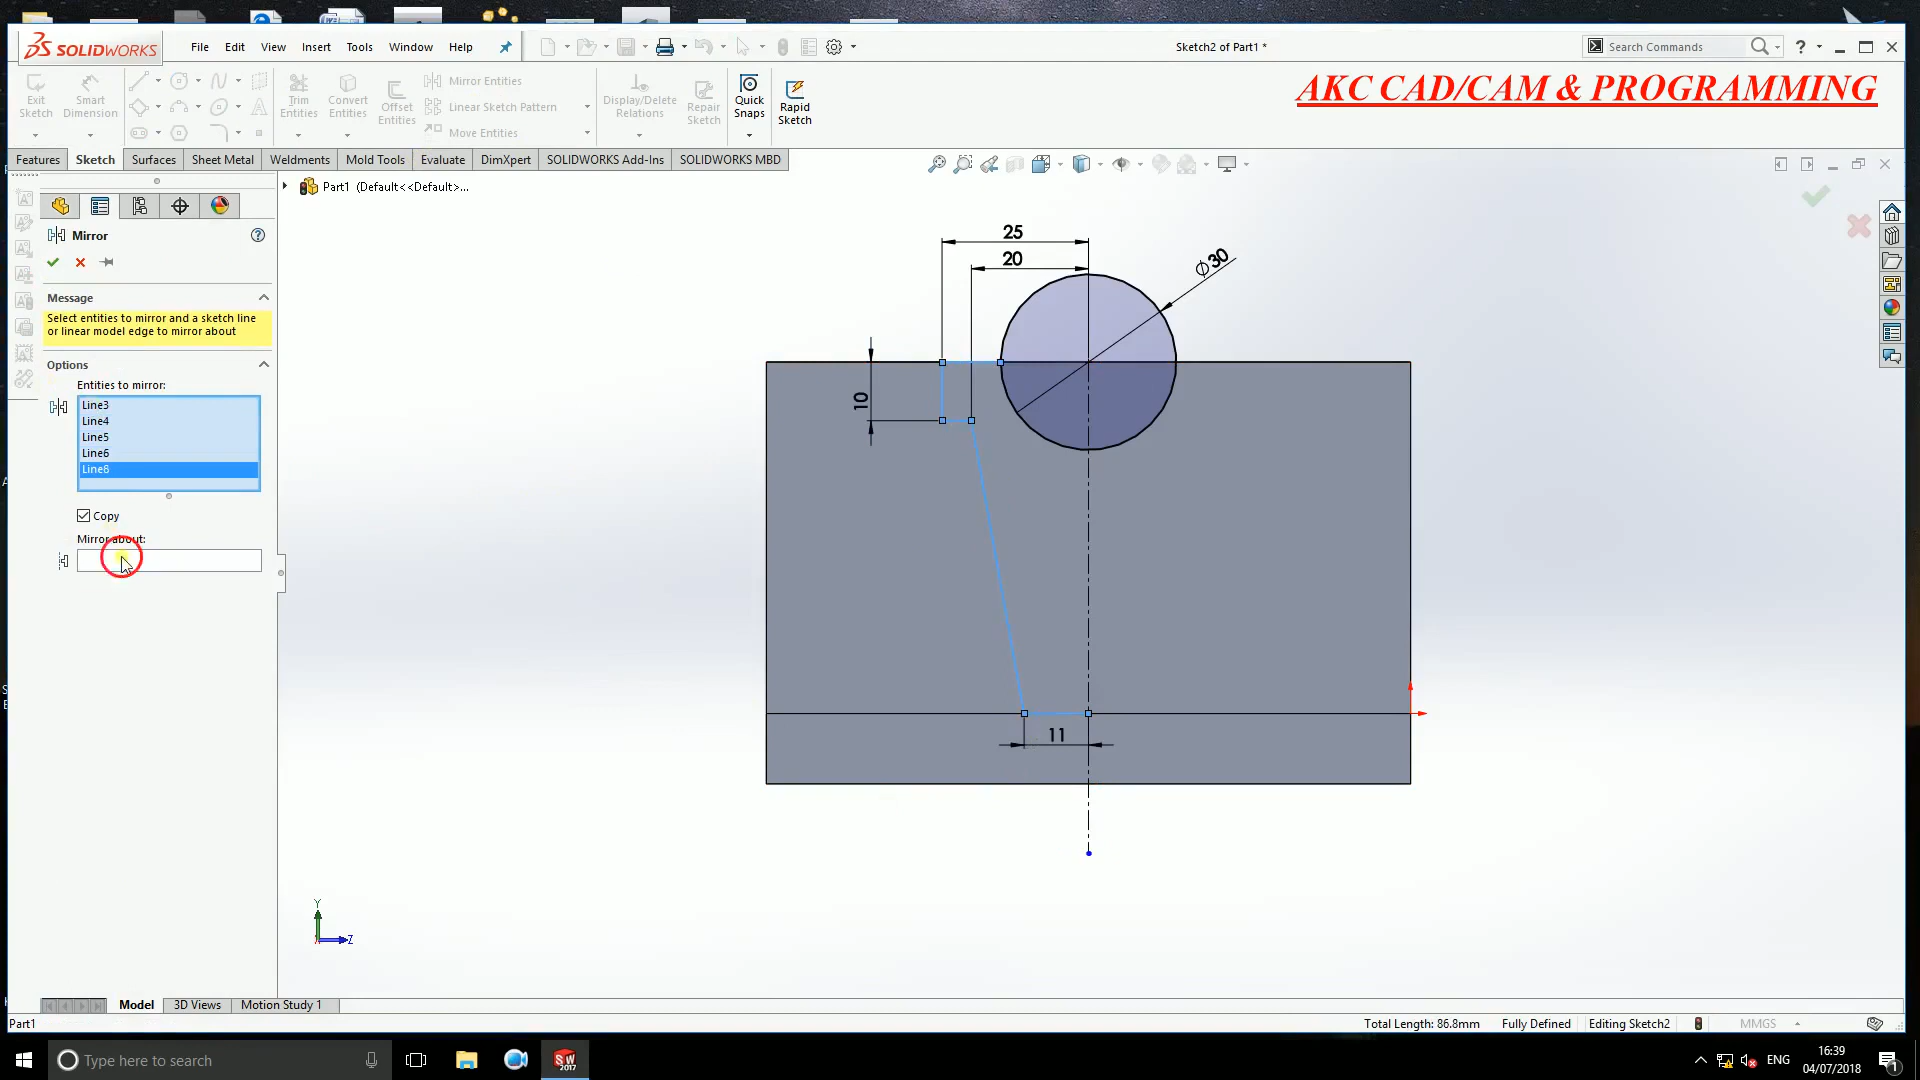 SOLIDWORKS
File Edit View Insert Tools Window Help
Sketch2 of Part1 *
Search Commands
?
Exit Sketch
Smart Dimension
Trim Entities
Convert Entities
Offset Entities
Mirror Entities
Linear Sketch Pattern
Move Entities
Display/Delete Relations
Repair Sketch
Quick Snaps
Rapid Sketch
AKC CAD/CAM & PROGRAMMING
Features Sketch Surfaces Sheet Metal Weldments Mold Tools Evaluate DimXpert SOLIDWORKS Add-Ins SOLIDWORKS MBD
Part1 (Default<<Default>...
Mirror
?
Message
Select entities to mirror and a sketch line
or linear model edge to mirror about
Options
Entities to mirror:
Line3
Line4
Line5
Line6
Line8
Copy
Mirror about:
25
20
Ø30
10
11
Y
Z
Model 3D Views Motion Study 1
Part1
Total Length: 86.8mm Fully Defined Editing Sketch2 MMGS
Type here to search
SW
2017
ENG
16:39
04/07/2018
1